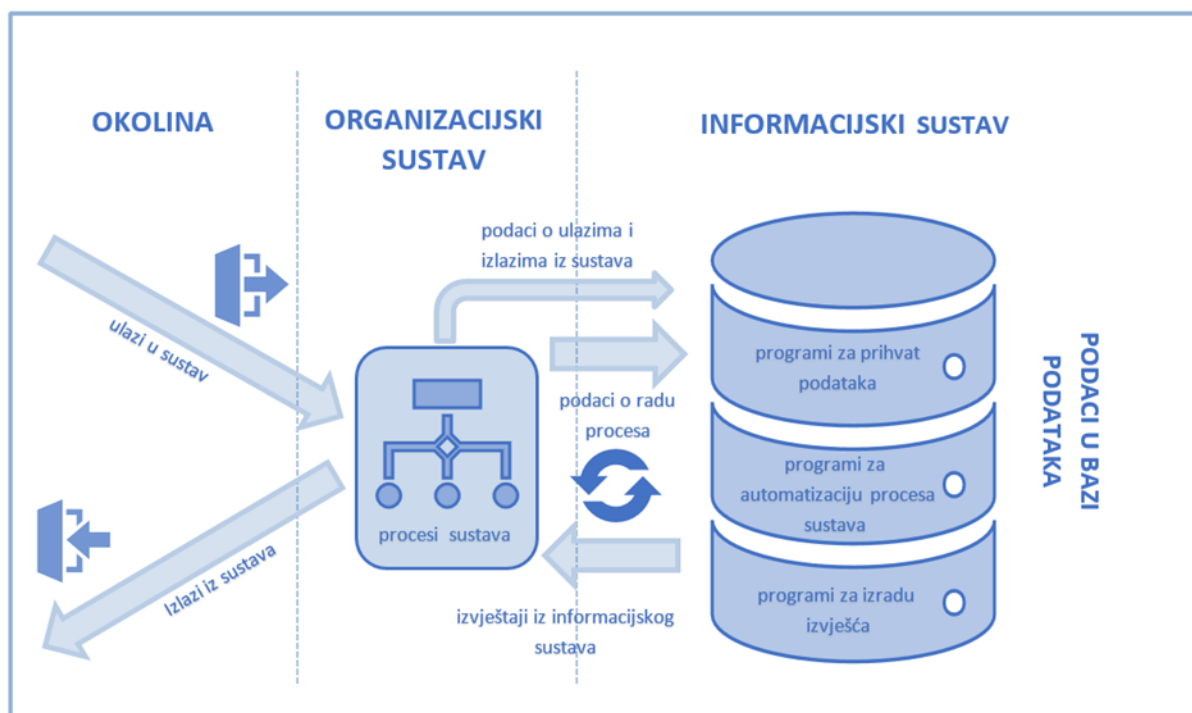 OKOLINA
ORGANIZACIJSKI
SUSTAV
INFORMACIJSKI SUSTAV
podaci o ulazima i
izlazima iz sustava
ulazi u sustav
programi za prihvat
podataka
podaci o radu
procesa
PODACI U BAZI
PODATAKA
programi za
automatizaciju procesa
sustava
procesi sustava
Izlazi iz sustava
izvještaji iz informacijskog
sustava
programi za izradu
izvješća